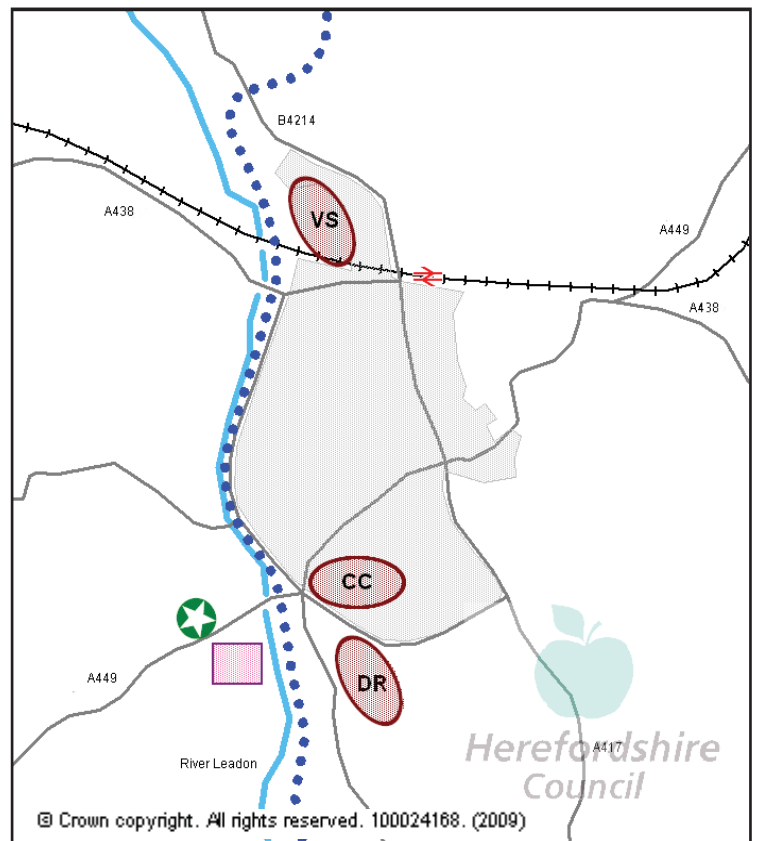 B4214
A438
VS
A449
A438
CC
DR
A449
A417
Herefordshire
Council
River Leadon
© Crown copyright. All rights reserved. 100024168. (2009)